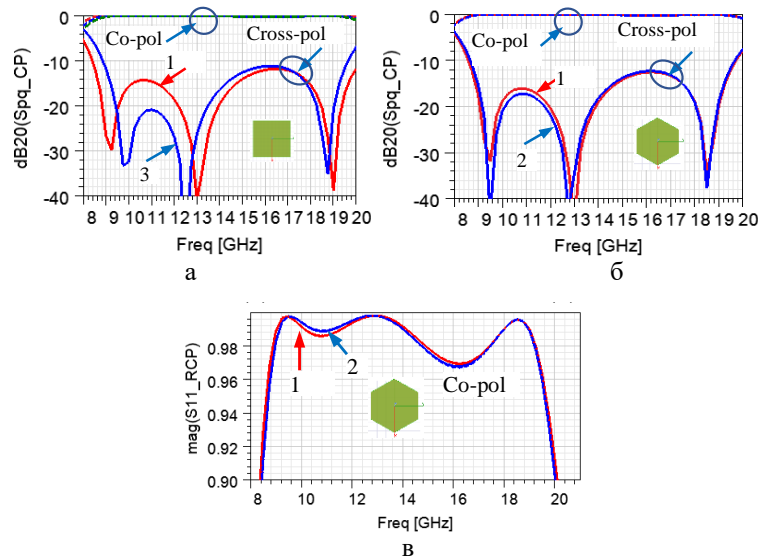 0
-10
-20
-30
-40
dB20(Spq_CP)
Co-pol
Cross-pol
1
3
8 9 10 11 12 13 14 15 16 17 18 19 20
Freq [GHz]
а
0
-10
-20
-30
-40
dB20(Spq_CP)
Co-pol
Cross-pol
1
2
8 9 10 11 12 13 14 15 16 17 18 19 20
Freq [GHz]
б
0.98
0.96
0.94
0.92
0.90
mag(S11_RCP)
1
2
Co-pol
8 10 12 14 16 18 20
Freq [GHz]
в